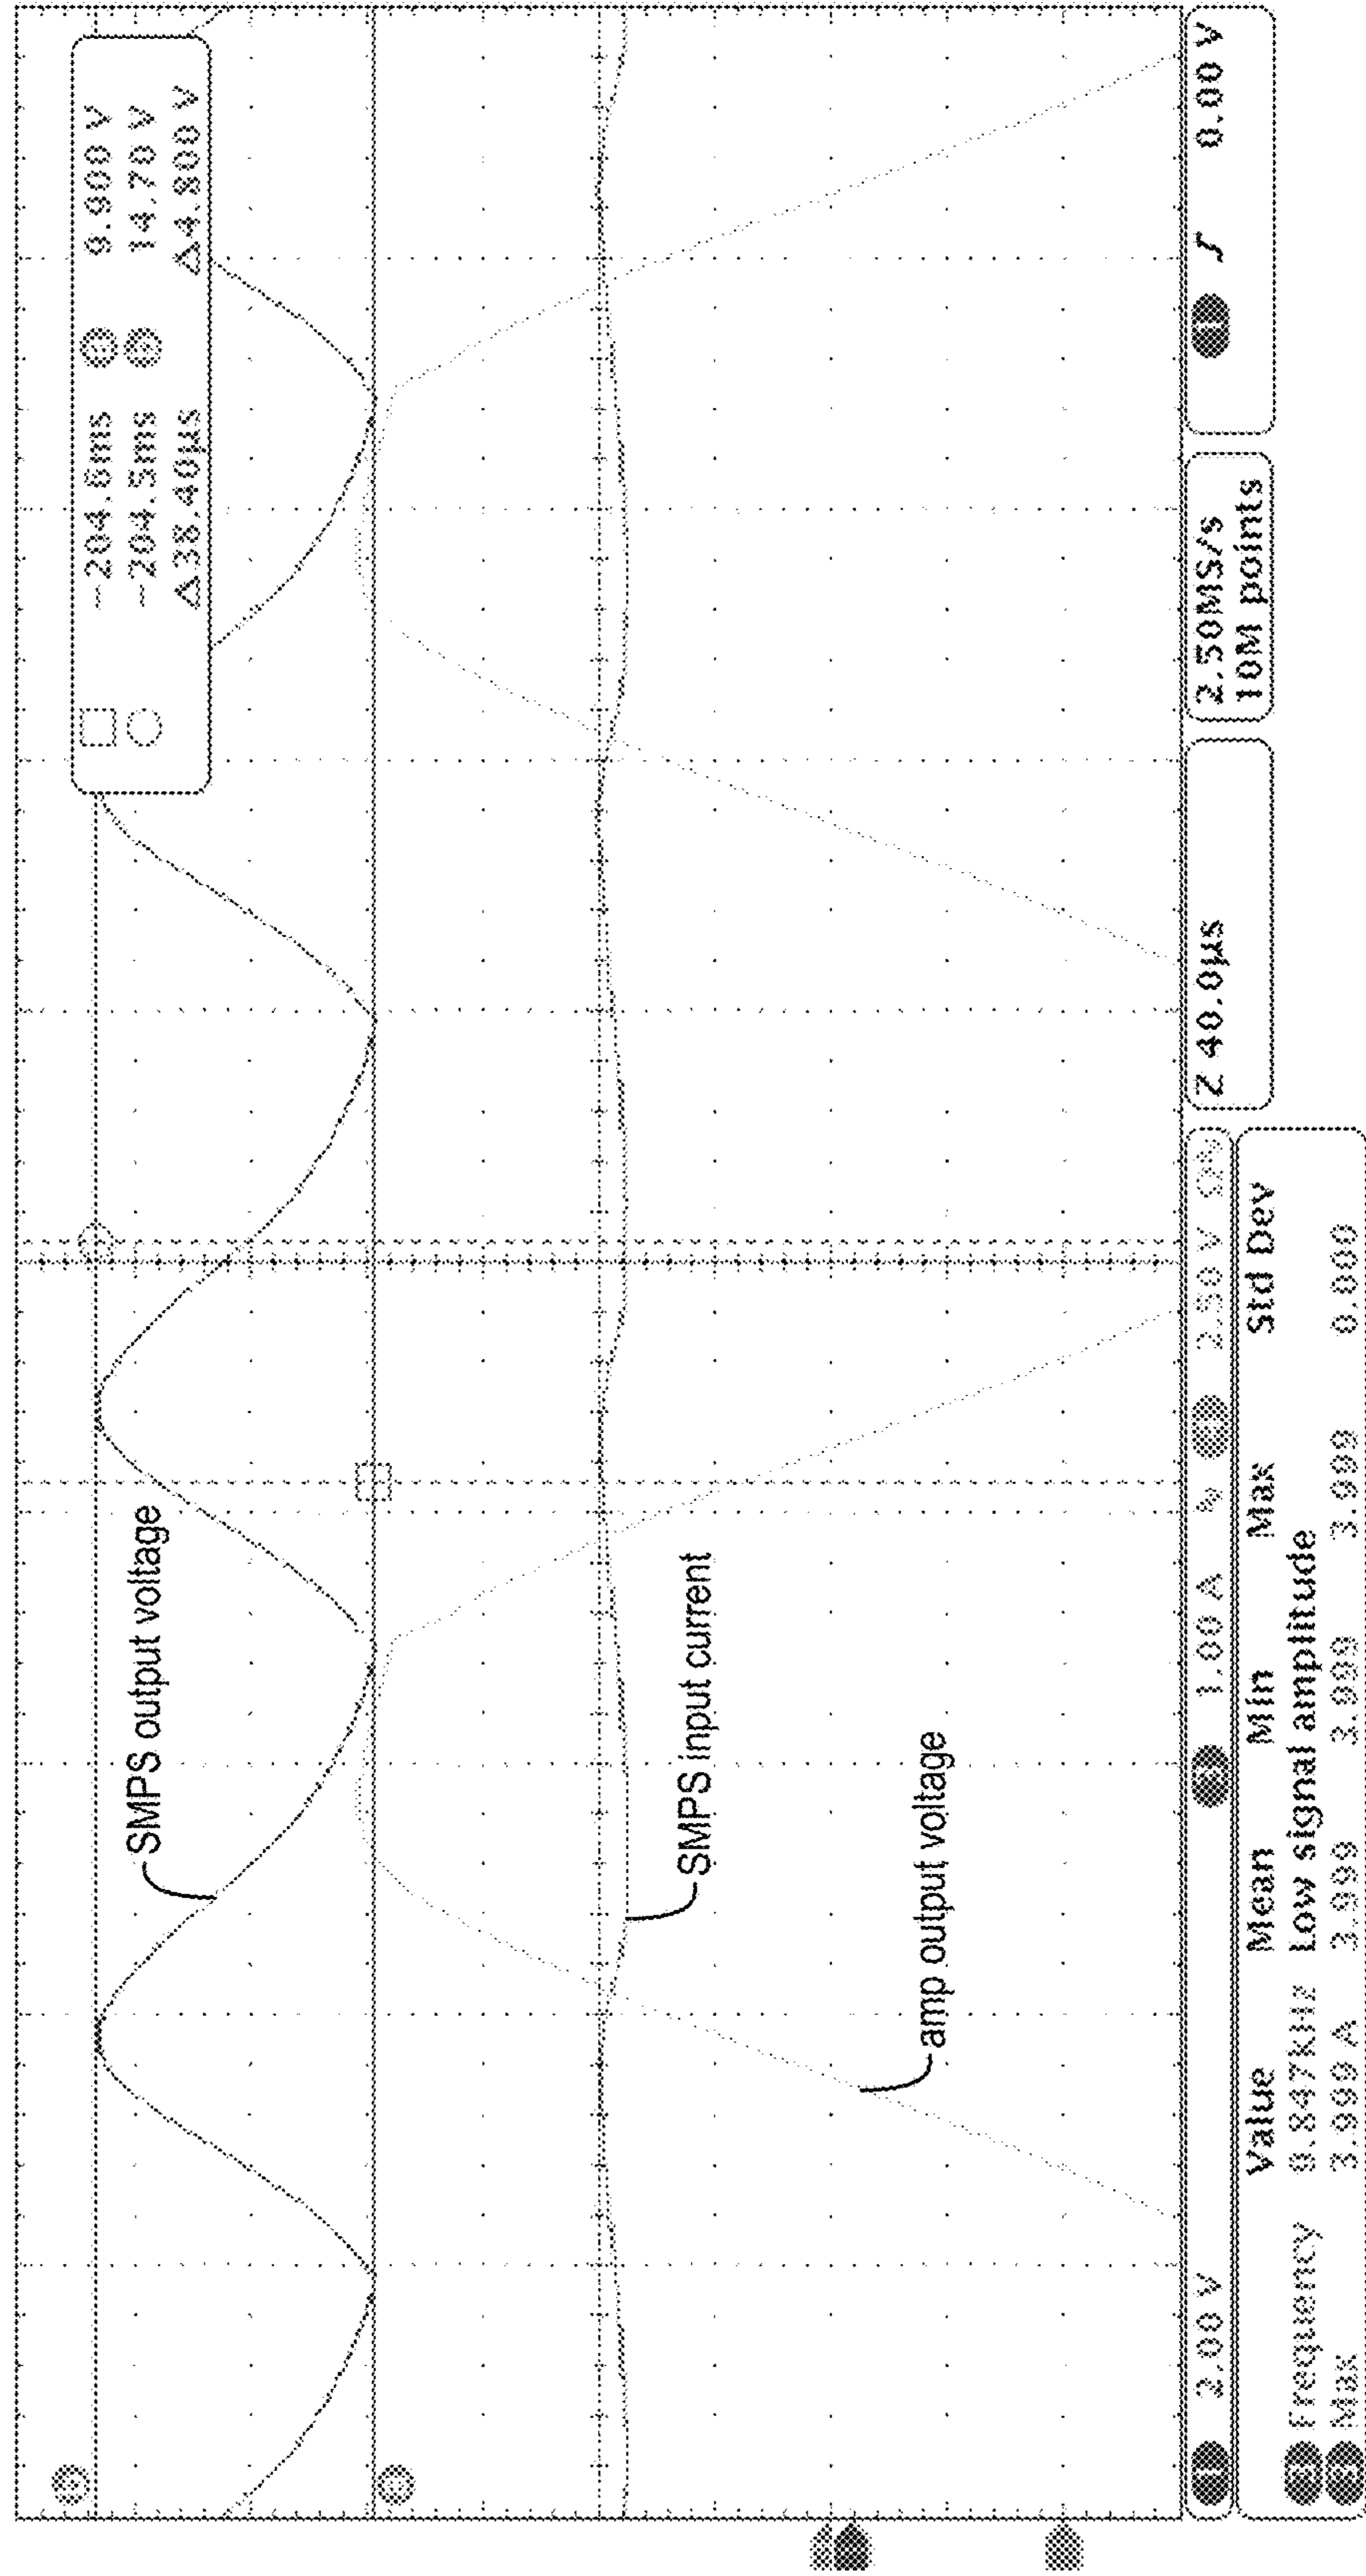 -204.6ms 9.900 V
-204.5ms 14.70 V
Δ38.40µs Δ4.800 V
SMPS output voltage
SMPS input current
amp output voltage
2.00 V 1.00 A 2.50 V
Z 40.0µs
2.50MS/s
10M points
0.00 V
Value Mean Min Max Std Dev
Frequency 9.847kHz Low signal amplitude
Max 3.999 A 3.999 3.999 3.999 0.000